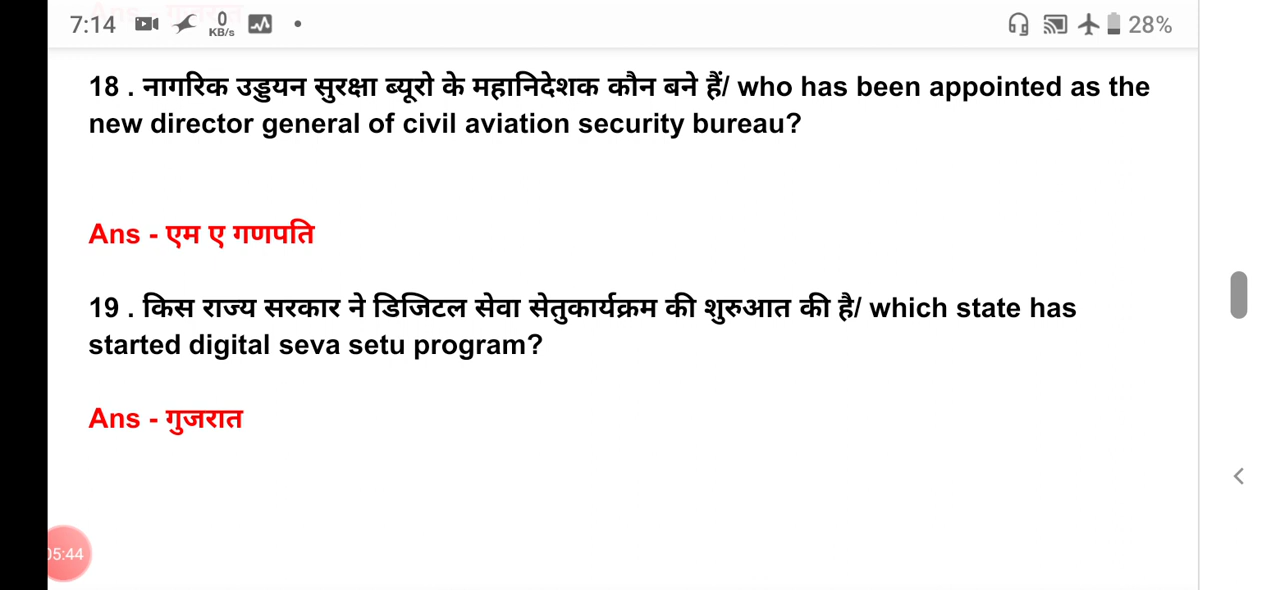 7:14 0 KB/s 28%
18 . नागरिक उड्डयन सुरक्षा ब्यूरो के महानिदेशक कौन बने हैं/ who has been appointed as the
new director general of civil aviation security bureau?
Ans - एम ए गणपति
19 . किस राज्य सरकार ने डिजिटल सेवा सेतुकार्यक्रम की शुरुआत की है/ which state has
started digital seva setu program?
Ans - गुजरात
05:44